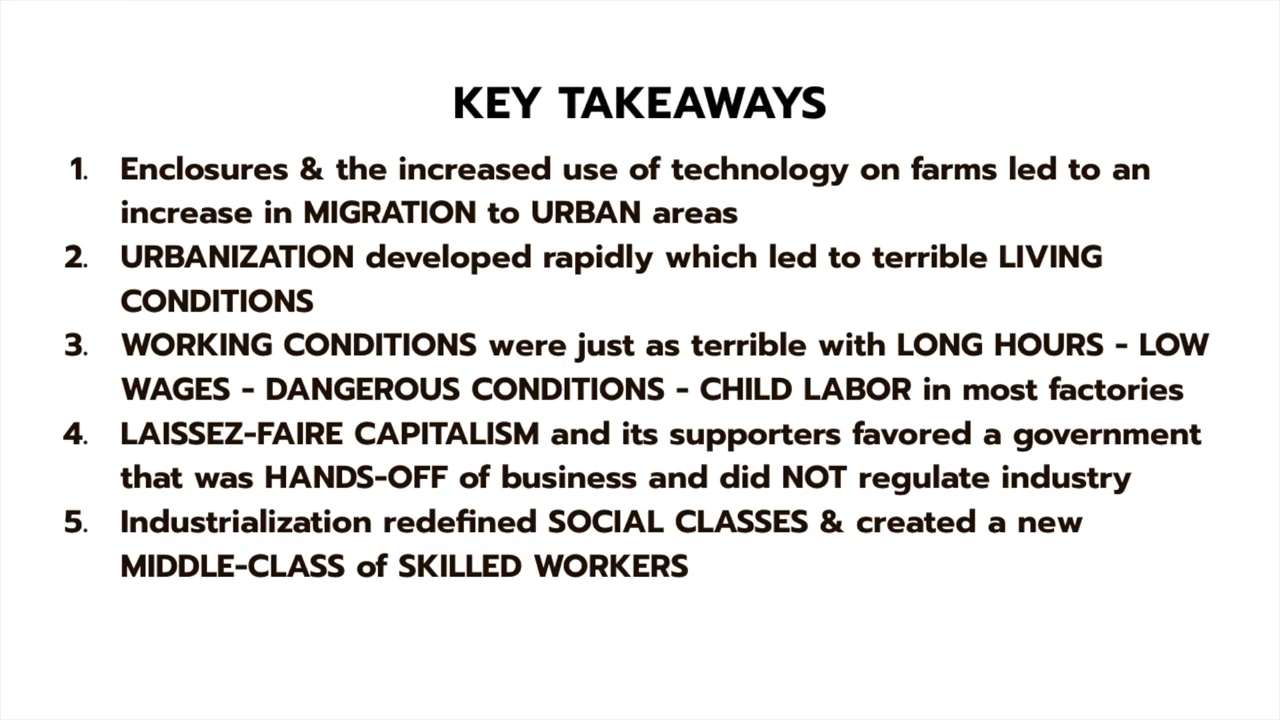 KEY TAKEAWAYS
1. Enclosures & the increased use of technology on farms led to an
increase in MIGRATION to URBAN areas
2. URBANIZATION developed rapidly which led to terrible LIVING
CONDITIONS
3. WORKING CONDITIONS were just as terrible with LONG HOURS - LOW
WAGES - DANGEROUS CONDITIONS - CHILD LABOR in most factories
4. LAISSEZ-FAIRE CAPITALISM and its supporters favored a government
that was HANDS-OFF of business and did NOT regulate industry
5. Industrialization redefined SOCIAL CLASSES & created a new
MIDDLE-CLASS of SKILLED WORKERS